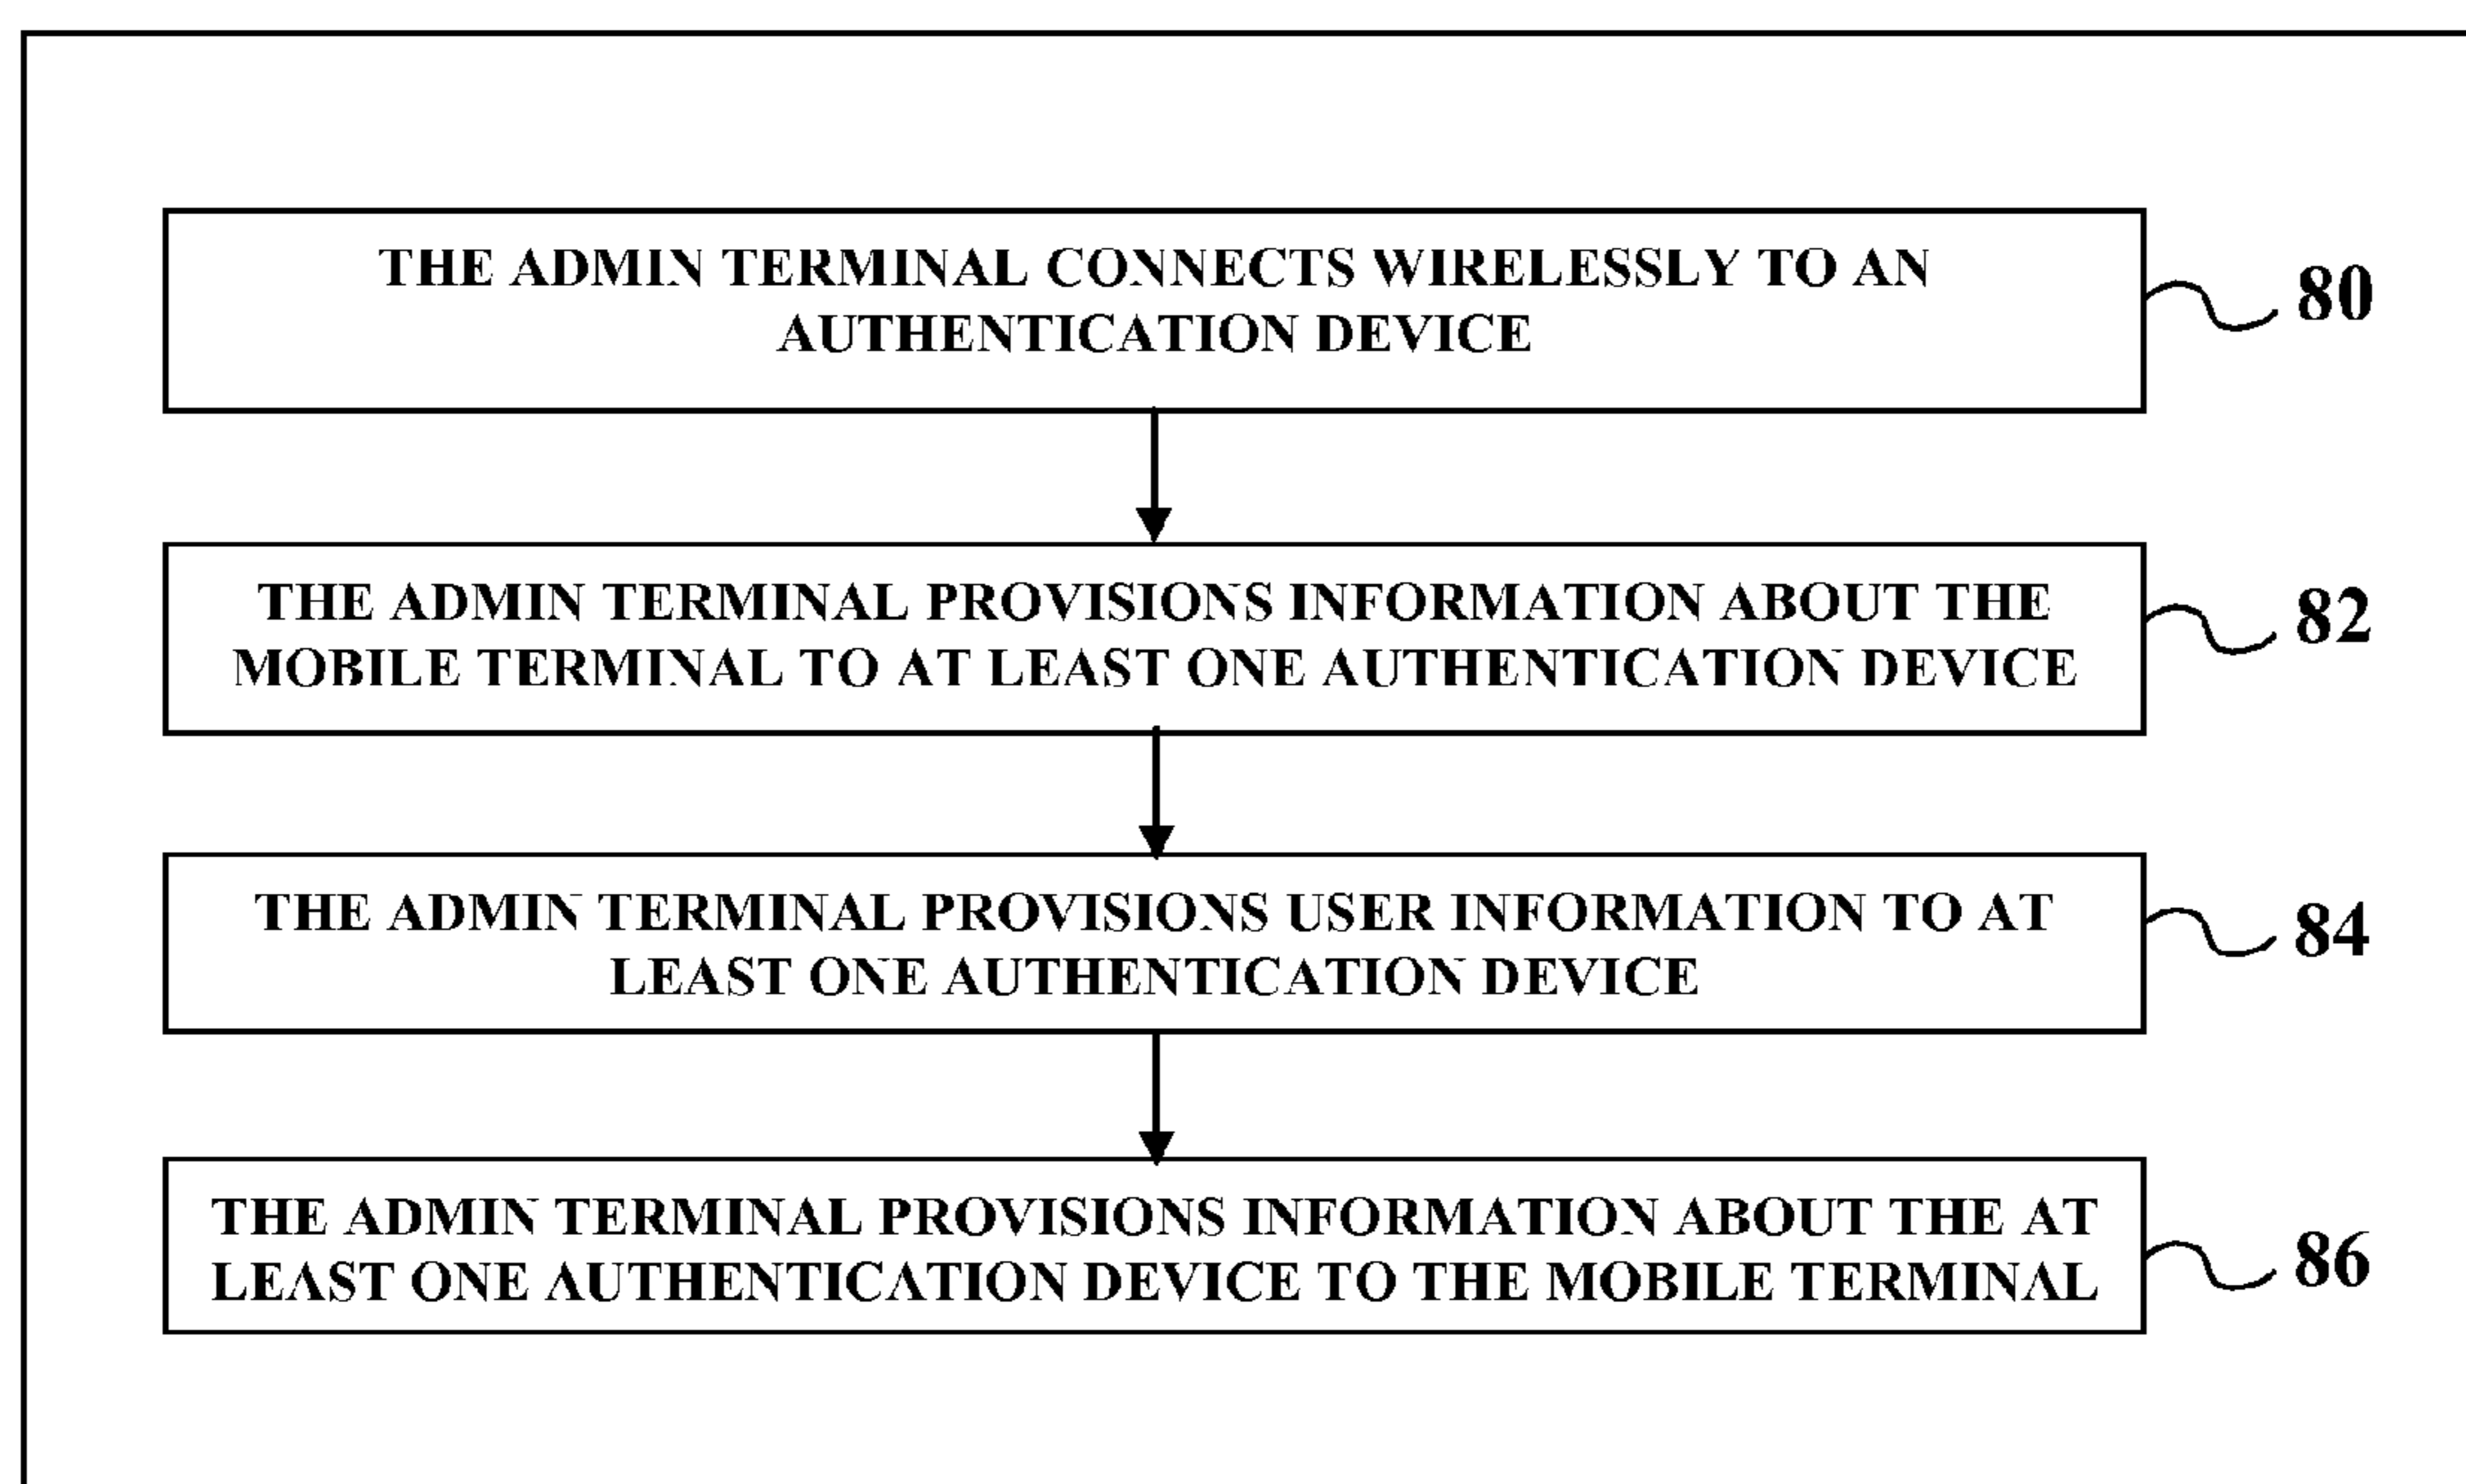 THE ADMIN TERMINAL CONNECTS WIRELESSLY TO AN
AUTHENTICATION DEVICE
80
THE ADMIN TERMINAL PROVISIONS INFORMATION ABOUT THE
MOBILE TERMINAL TO AT LEAST ONE AUTHENTICATION DEVICE
82
THE ADMIN TERMINAL PROVISIONS USER INFORMATION TO AT
LEAST ONE AUTHENTICATION DEVICE
84
THE ADMIN TERMINAL PROVISIONS INFORMATION ABOUT THE AT
LEAST ONE AUTHENTICATION DEVICE TO THE MOBILE TERMINAL
86